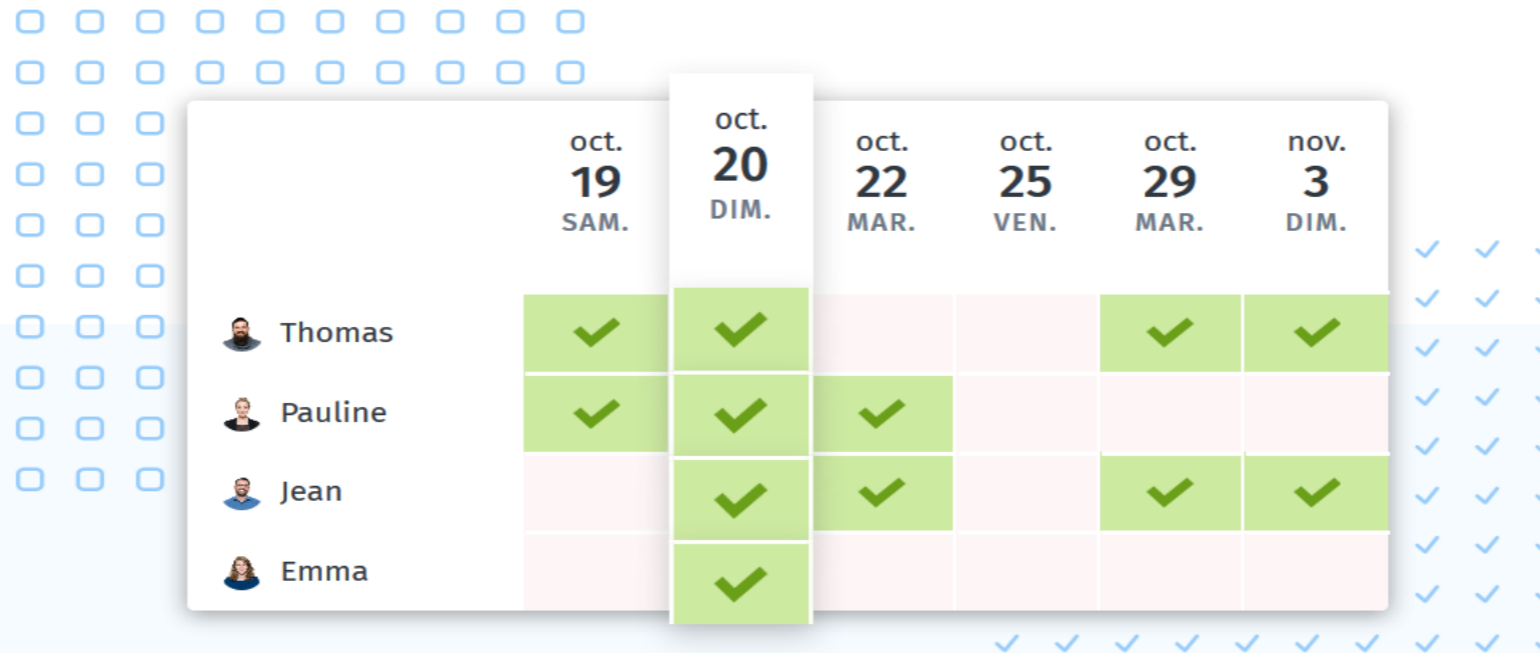 oct. oct. oct. oct. oct. nov.
19 20 22 25 29 3
SAM. DIM. MAR. VEN. MAR. DIM.
Thomas
Pauline
Jean
Emma